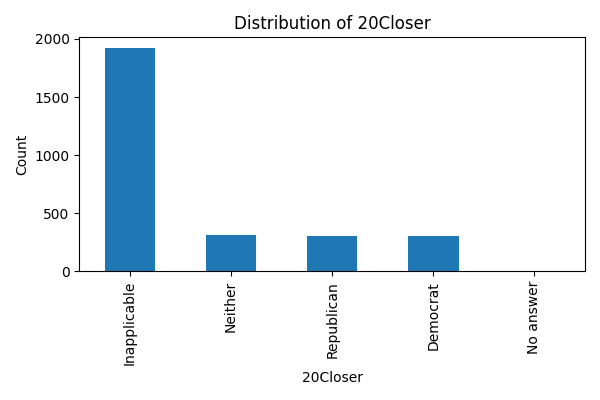 Distribution of 20Closer
2000
1500
1000
500
0
Count
Inapplicable
Neither
Republican
Democrat
No answer
20Closer